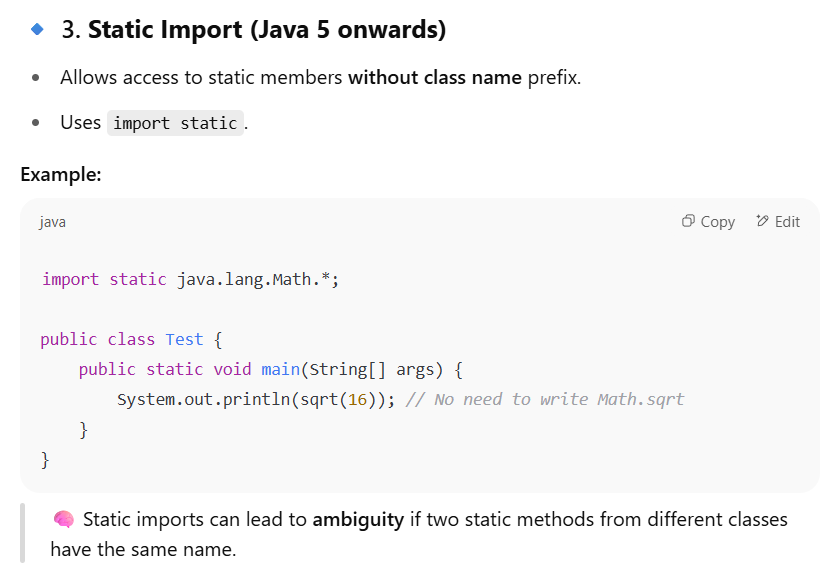 🔹 3. Static Import (Java 5 onwards)
• Allows access to static members without class name prefix.
• Uses import static.
Example:
java
Copy
Edit
import static java.lang.Math.*;
public class Test {
    public static void main(String[] args) {
        System.out.println(sqrt(16)); // No need to write Math.sqrt
    }
}
🧠 Static imports can lead to ambiguity if two static methods from different classes
have the same name.